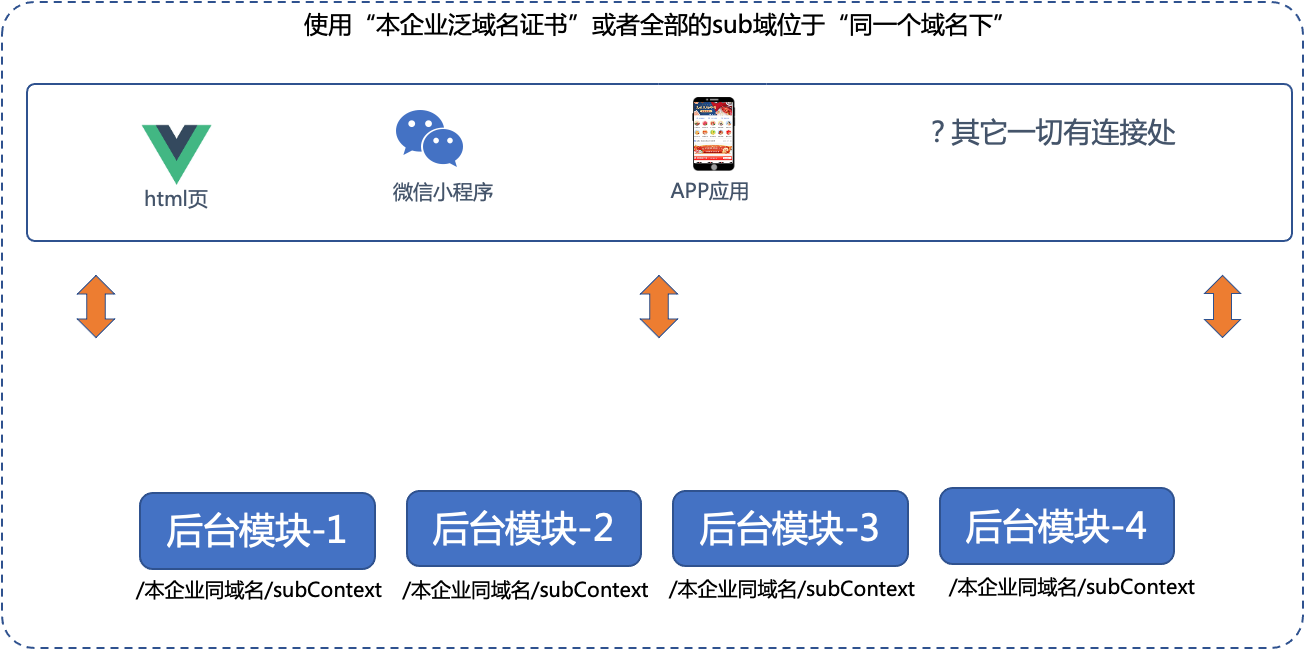 使用“本企业泛域名证书”或者全部的sub域位于“同一个域名下”
html页
微信小程序
APP应用
？其它一切有连接处
后台模块-1
后台模块-2
后台模块-3
后台模块-4
/本企业同域名/subContext
/本企业同域名/subContext
/本企业同域名/subContext
/本企业同域名/subContext